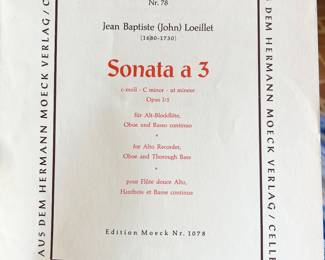 Nr. 78
Jean Baptiste (John) Loeillet
(1680-1730)
Sonata a 3
c-moll · C minor · ut mineur
Opus I/5
für Alt-Blockflöte,
Oboe und Basso continuo
*
for Alto Recorder,
Oboe and Thorough Bass
*
pour Flûte douce Alto,
Hautbois et Basse continue
Edition Moeck Nr. 1078
AUS DEM HERMANN MOECK VERLAG / CELLE
AUS DEM HERMANN MOECK VERLAG / CELLE